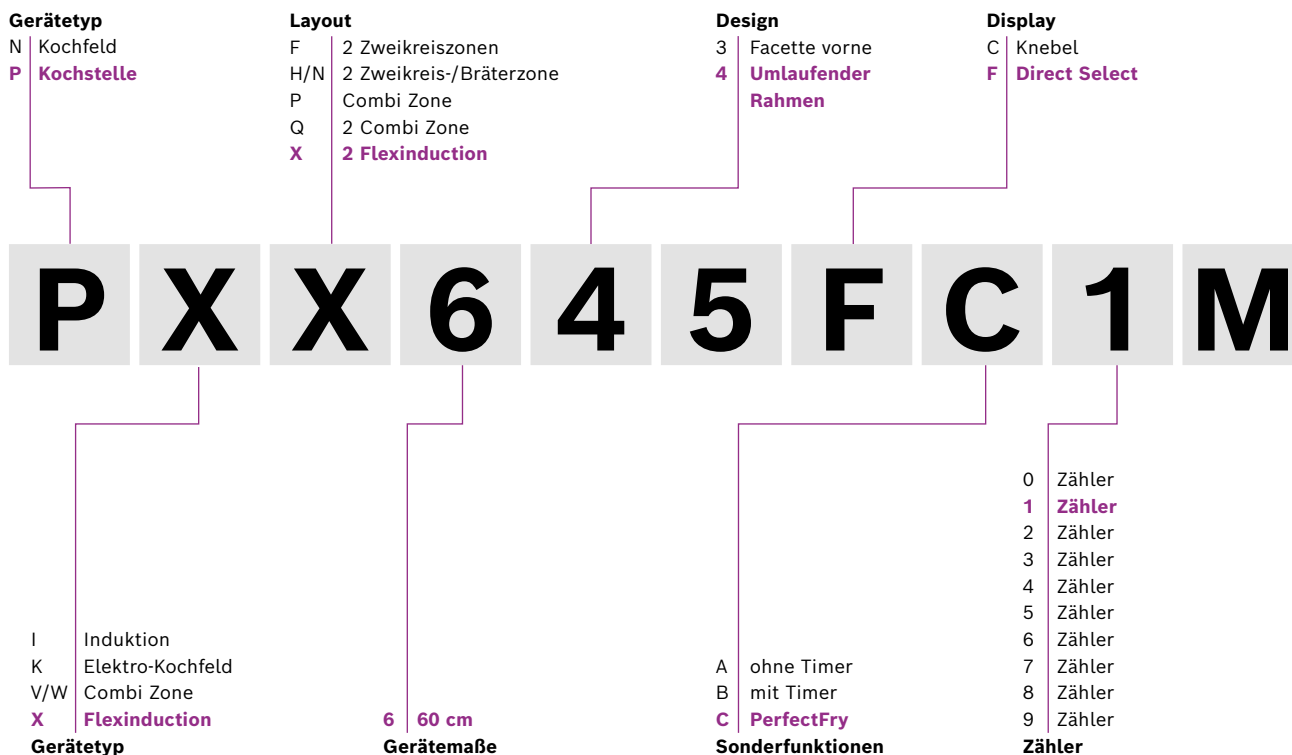 Gerätetyp
N Kochfeld
P Kochstelle
Layout
F 2 Zweikreiszonen
H/N 2 Zweikreis-/Bräterzone
P Combi Zone
Q 2 Combi Zone
X 2 Flexinduction
Design
3 Facette vorne
4 Umlaufender
Rahmen
Display
C Knebel
F Direct Select
P X X 6 4 5 F C 1 M
I Induktion
K Elektro-Kochfeld
V/W Combi Zone
X Flexinduction
Gerätetyp
6 60 cm
Gerätemaße
A ohne Timer
B mit Timer
C PerfectFry
Sonderfunktionen
0 Zähler
1 Zähler
2 Zähler
3 Zähler
4 Zähler
5 Zähler
6 Zähler
7 Zähler
8 Zähler
9 Zähler
Zähler